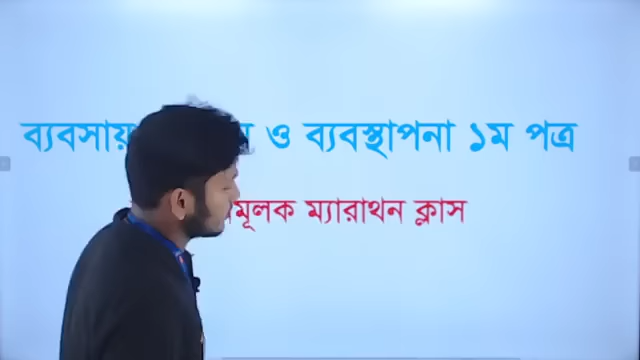 ব্যবসায় ও ব্যবস্থাপনা ১ম পত্র
ম্যারাথন ক্লাস